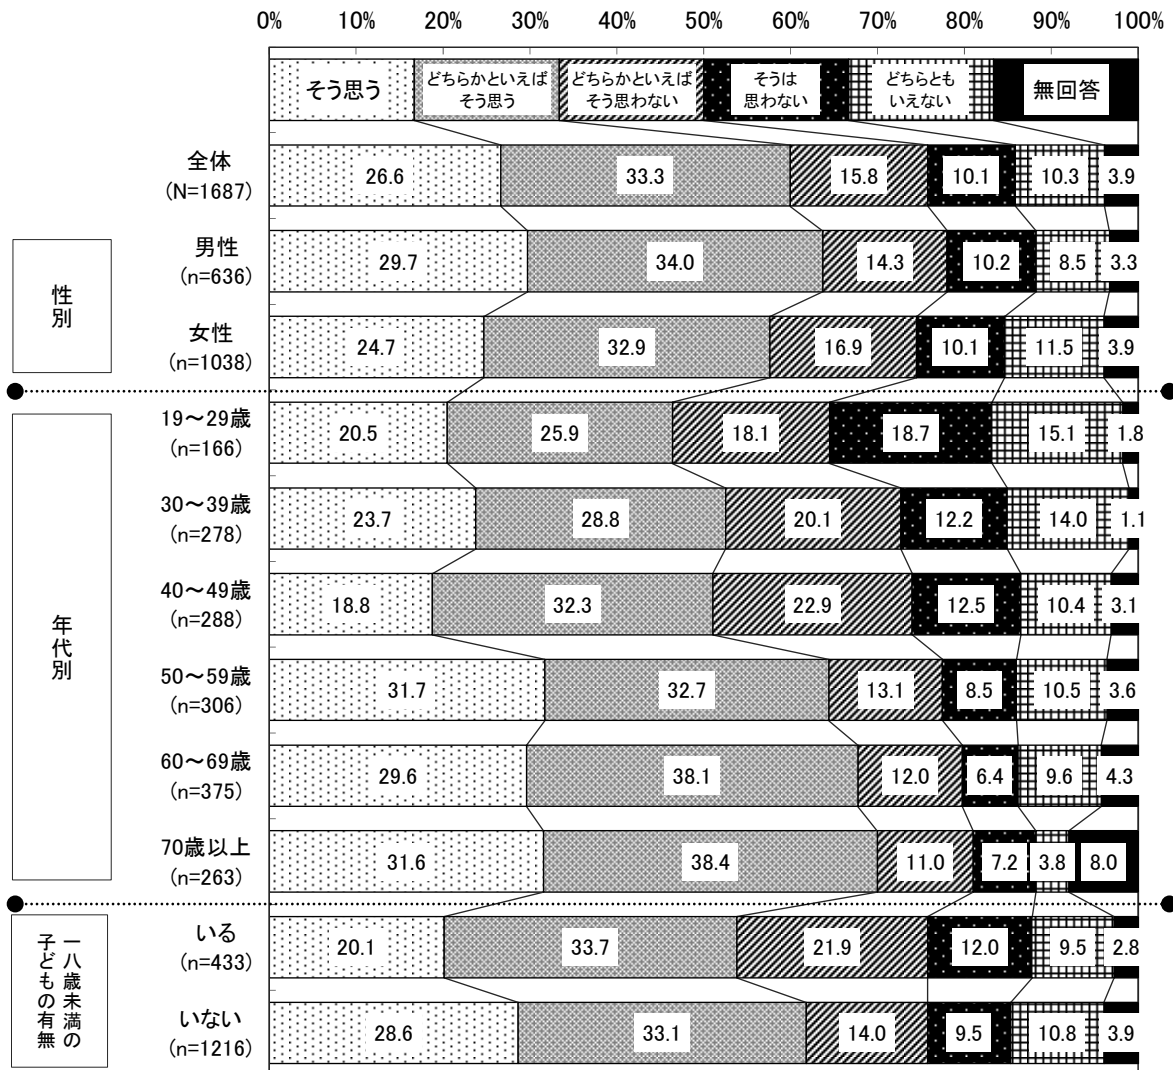 0% 10% 20% 30% 40% 50% 60% 70% 80% 90% 100%
そう思う
どちらかといえば
そう思う
どちらかといえば
そう思わない
そうは
思わない
どちらとも
いえない
無回答
全体
(N=1687)
26.6 33.3 15.8 10.1 10.3 3.9
性別
男性
(n=636)
29.7 34.0 14.3 10.2 8.5 3.3
女性
(n=1038)
24.7 32.9 16.9 10.1 11.5 3.9
年代別
19～29歳
(n=166)
20.5 25.9 18.1 18.7 15.1 1.8
30～39歳
(n=278)
23.7 28.8 20.1 12.2 14.0 1.1
40～49歳
(n=288)
18.8 32.3 22.9 12.5 10.4 3.1
50～59歳
(n=306)
31.7 32.7 13.1 8.5 10.5 3.6
60～69歳
(n=375)
29.6 38.1 12.0 6.4 9.6 4.3
70歳以上
(n=263)
31.6 38.4 11.0 7.2 3.8 8.0
一八歳未満の
子どもの有無
いる
(n=433)
20.1 33.7 21.9 12.0 9.5 2.8
いない
(n=1216)
28.6 33.1 14.0 9.5 10.8 3.9